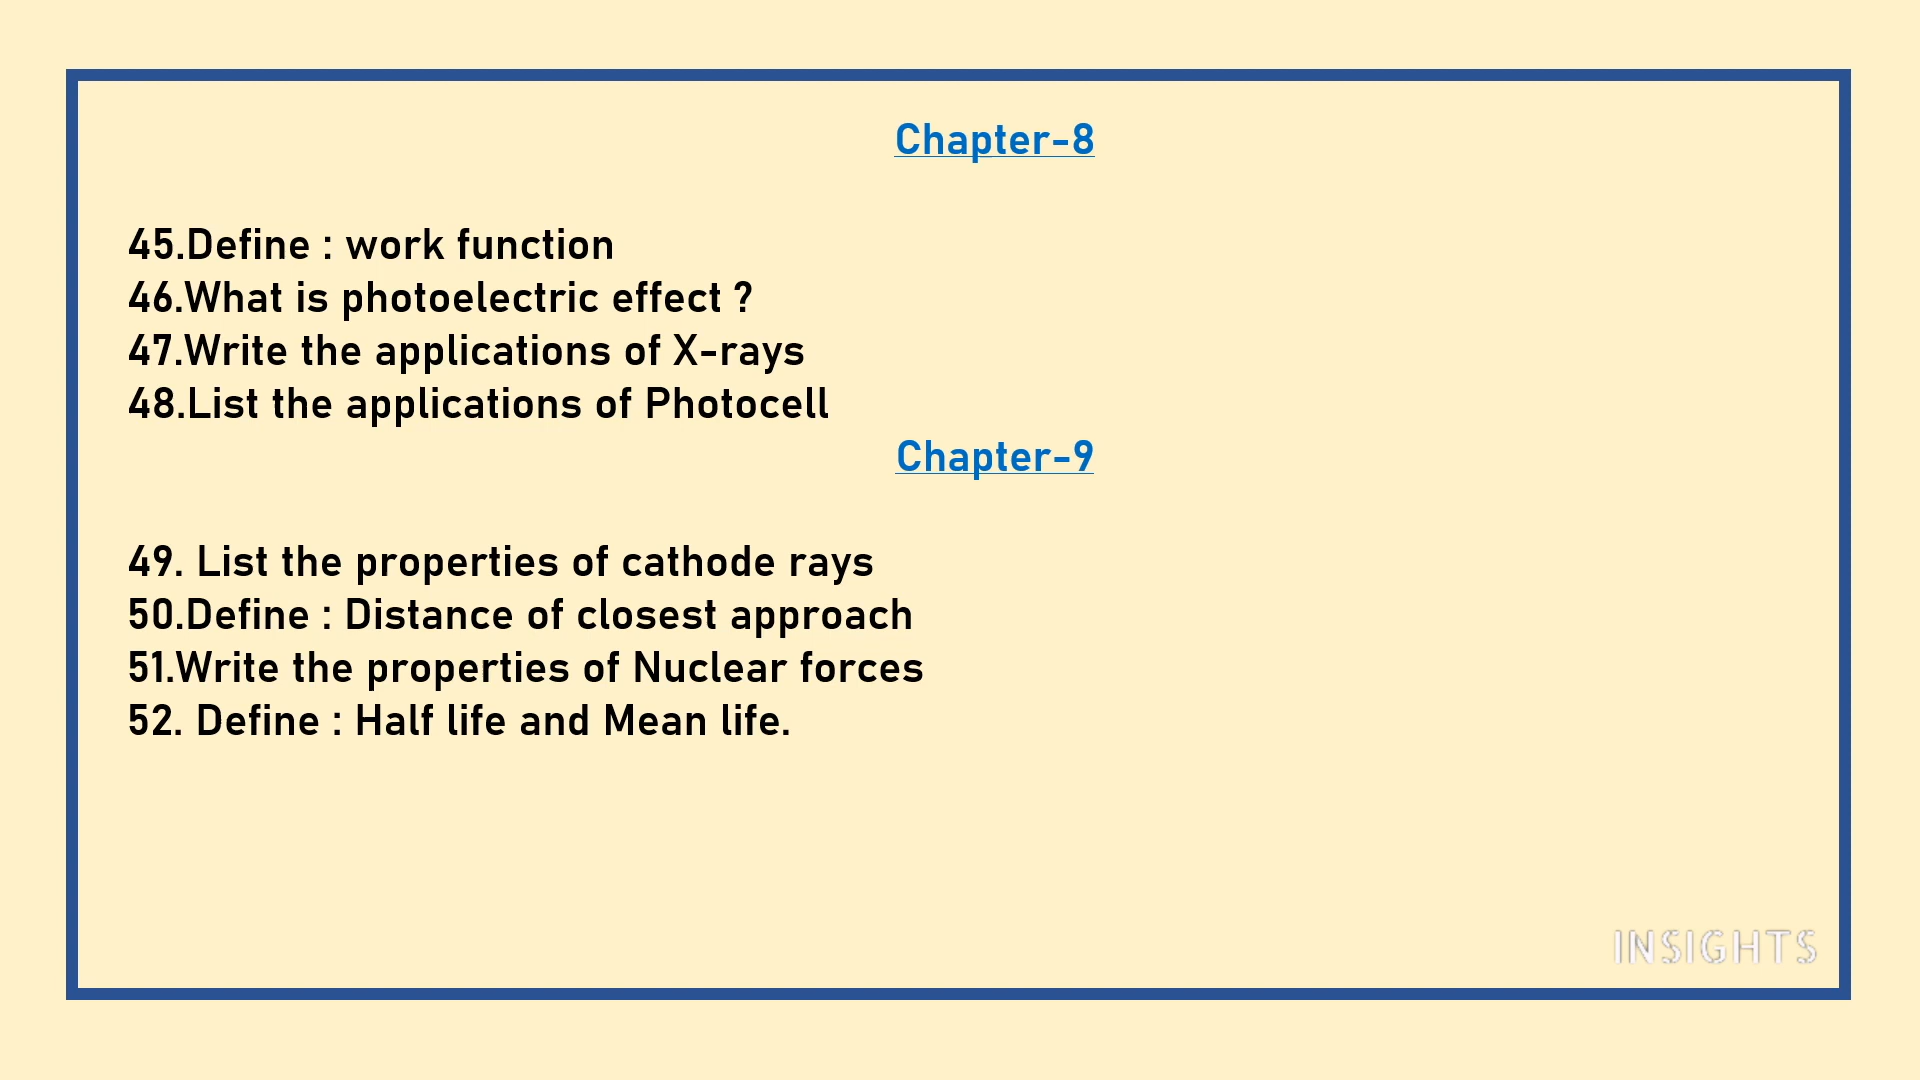 Chapter-8
45.Define : work function
46.What is photoelectric effect ?
47.Write the applications of X-rays
48.List the applications of Photocell
Chapter-9
49. List the properties of cathode rays
50.Define : Distance of closest approach
51.Write the properties of Nuclear forces
52. Define : Half life and Mean life.
INSIGHTS